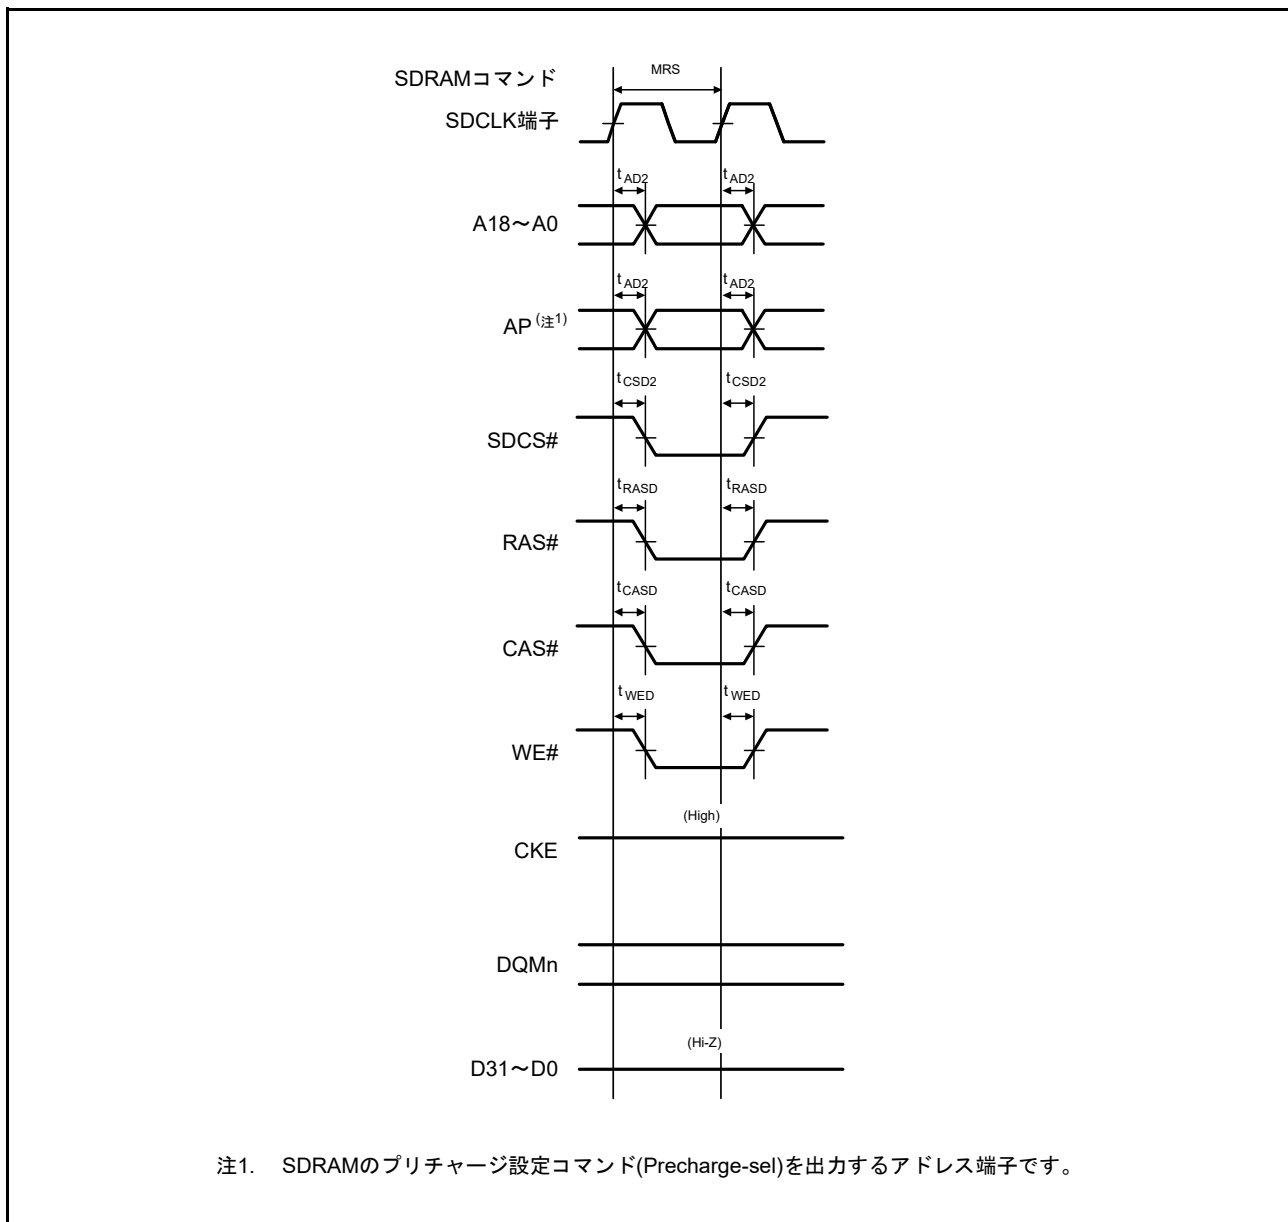 SDRAMコマンド
MRS
SDCLK端子
tAD2 tAD2
A18～A0
tAD2 tAD2
AP(注1)
tCSD2 tCSD2
SDCS#
tRASD tRASD
RAS#
tCASD tCASD
CAS#
tWED tWED
WE#
(High)
CKE
DQMn
(Hi-Z)
D31～D0
注1. SDRAMのプリチャージ設定コマンド(Precharge-sel)を出力するアドレス端子です。